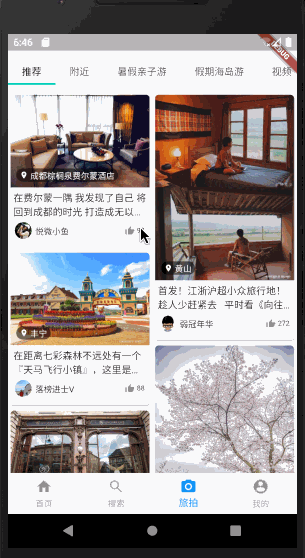 6:46
DEBUG
推荐 附近 暑假亲子游 假期海岛游 视频
成都棕榈泉费尔蒙酒店
在费尔蒙一隅 我发现了自己 将
回到成都的时光 打造成无以...
悦微小鱼
丰宁
在距离七彩森林不远处有一个
『天马飞行小镇』，这里是...
落榜进士V 88
黄山
首发！江浙沪超小众旅行地！
趁人少赶紧去 平时看《向往...
弱冠年华 272
首页 搜索 旅拍 我的